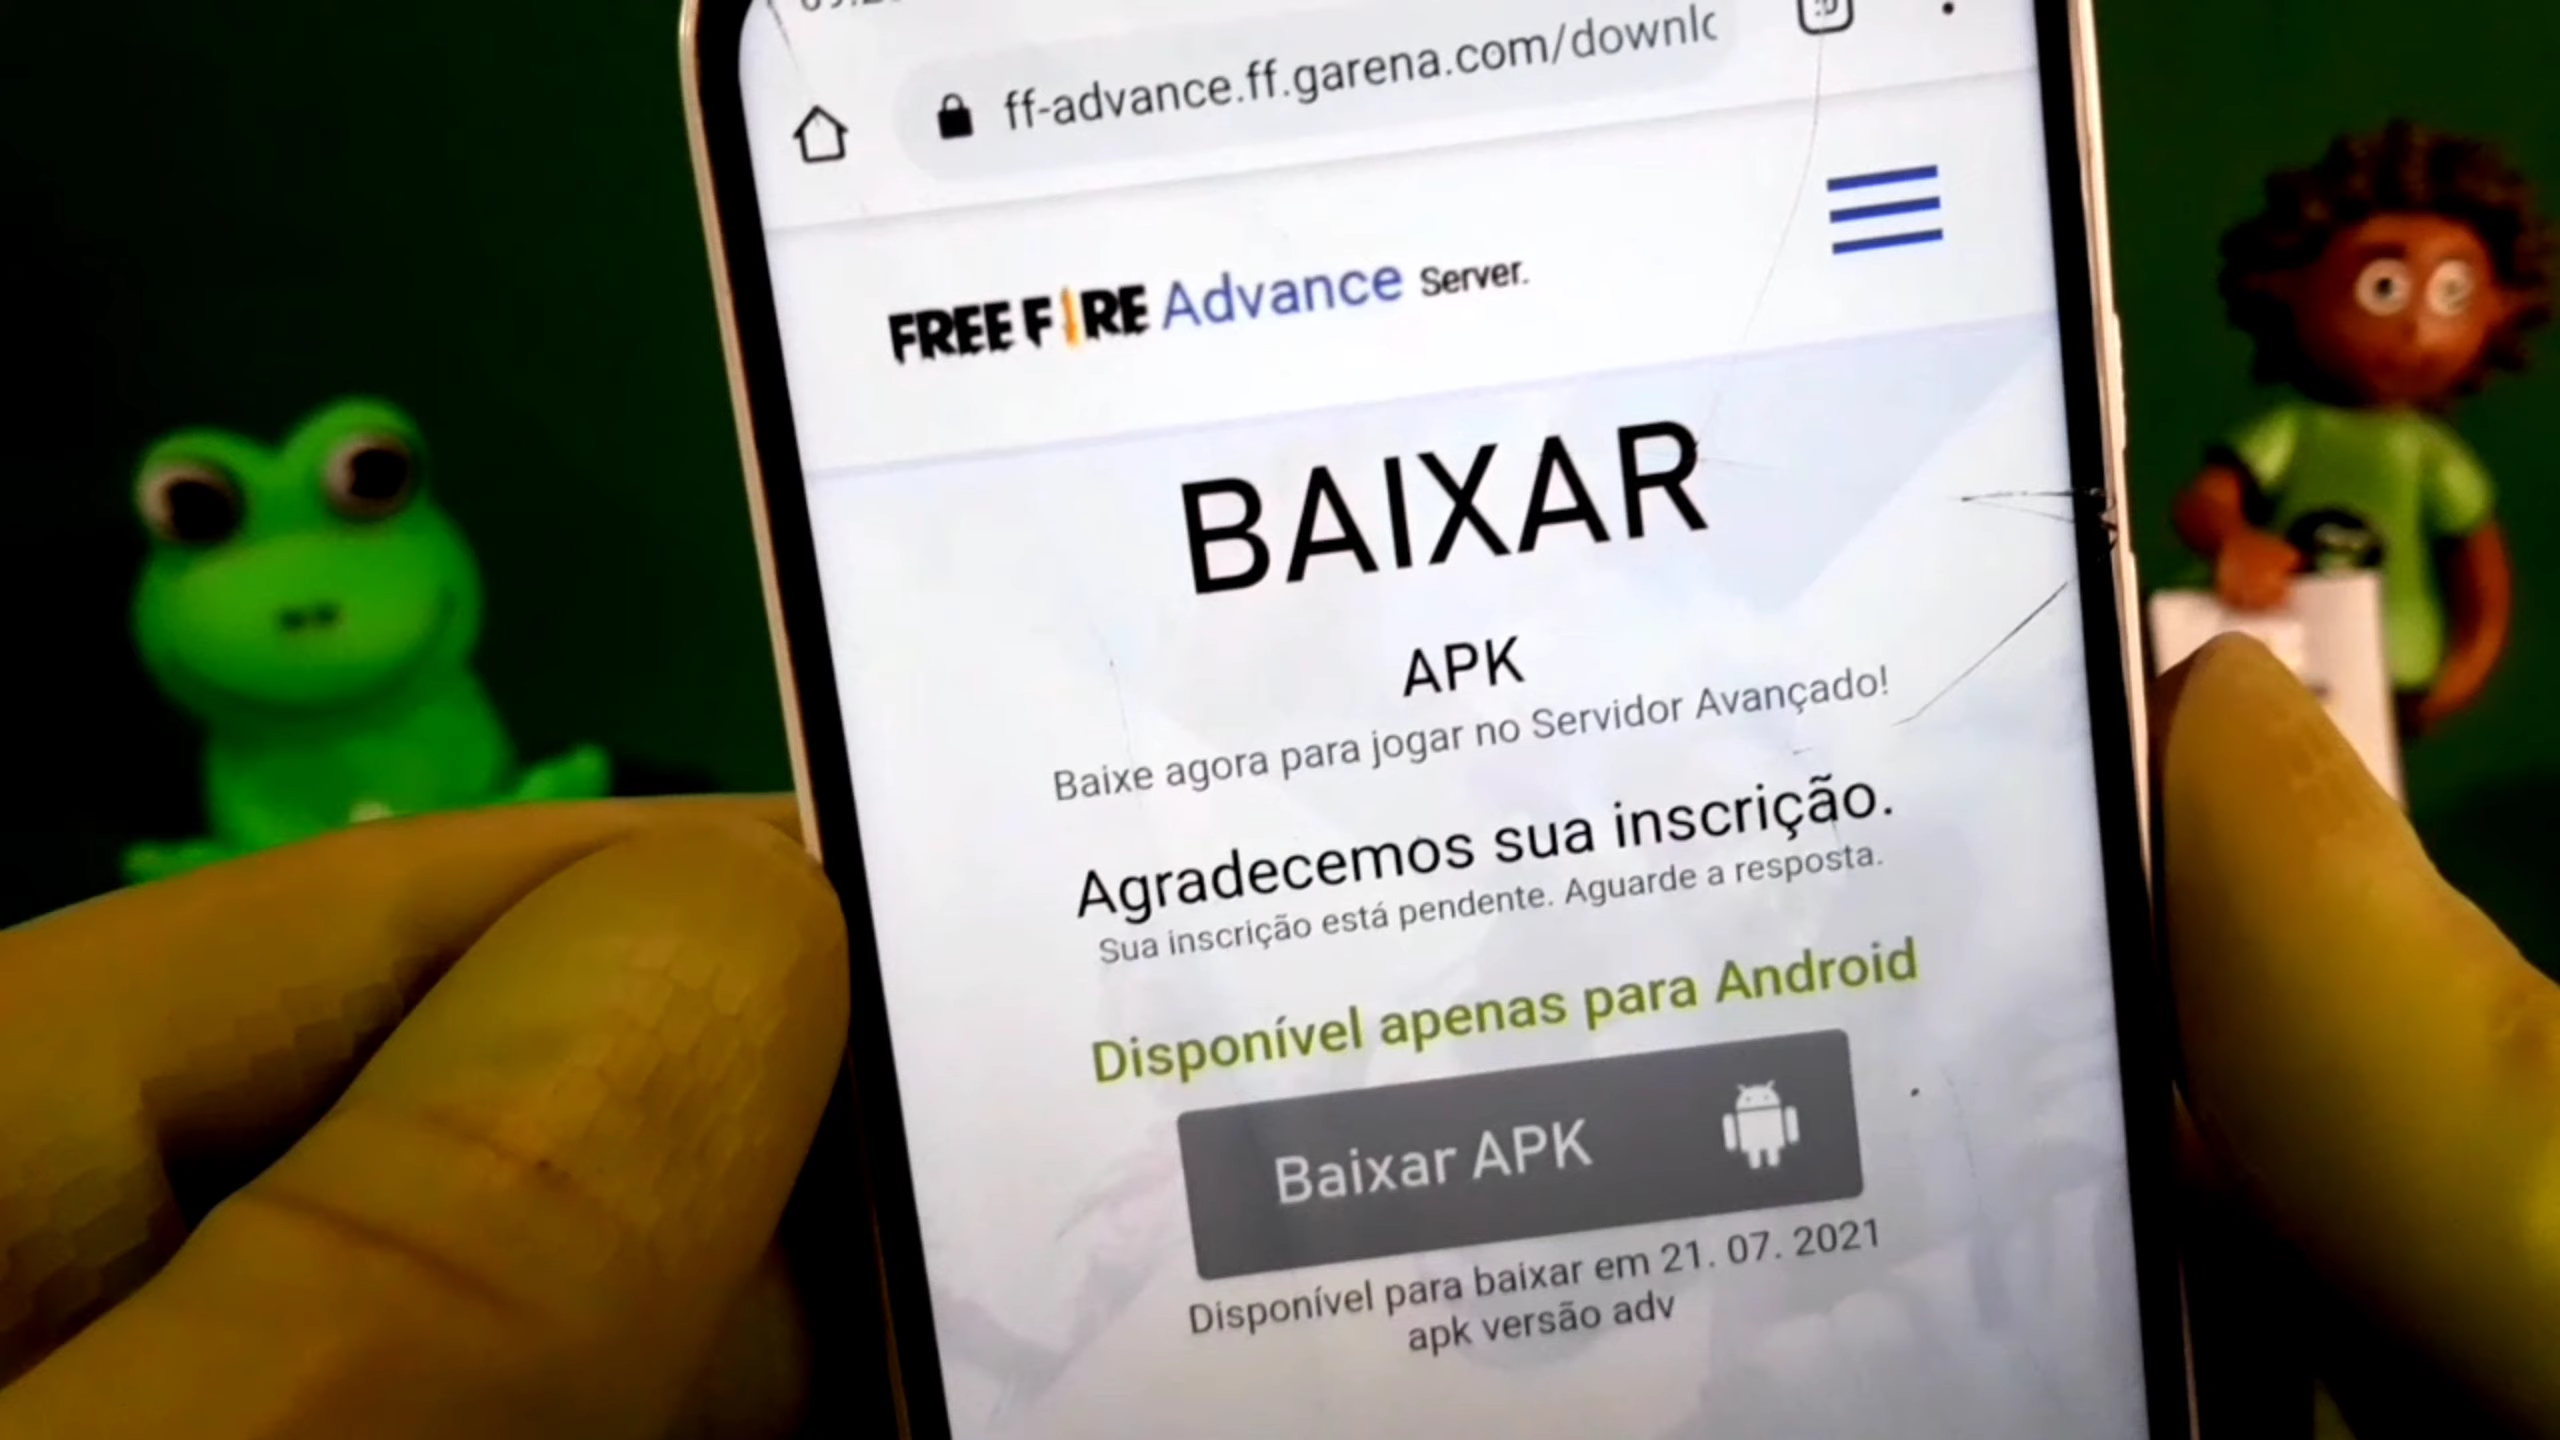 ff-advance.ff.garena.com/downl
FREE FIRE Advance Server.
BAIXAR
APK
Baixe agora para jogar no Servidor Avançado!
Agradecemos sua inscrição.
Sua inscrição está pendente. Aguarde a resposta.
Disponível apenas para Android
Baixar APK
Disponível para baixar em 21. 07. 2021
apk versão adv